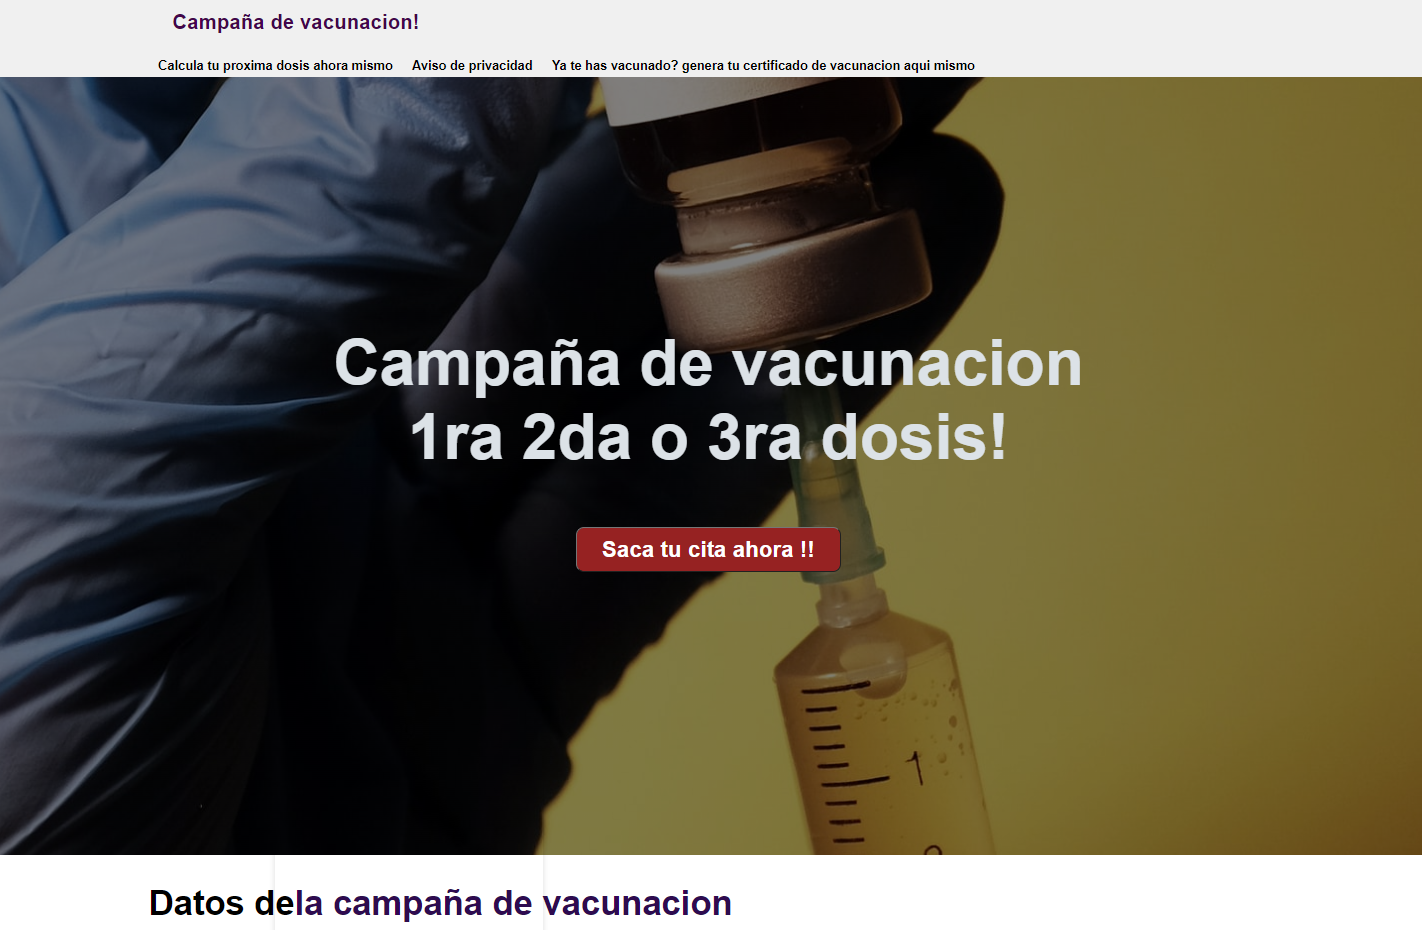 Campaña de vacunacion!
Calcula tu proxima dosis ahora mismo Aviso de privacidad Ya te has vacunado? genera tu certificado de vacunacion aqui mismo
Campaña de vacunacion
1ra 2da o 3ra dosis!
Saca tu cita ahora !!
1
Datos dela campaña de vacunacion